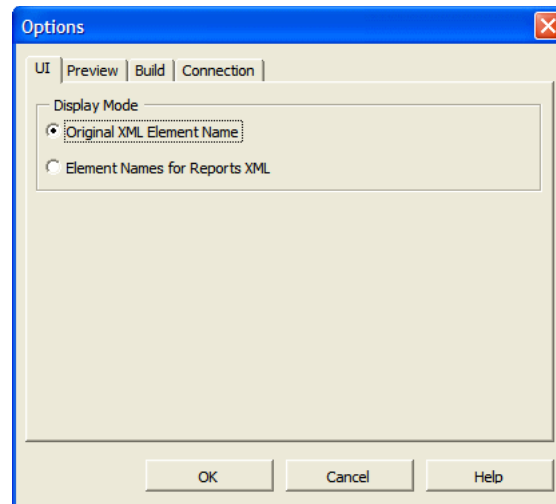 Options
UI Preview Build Connection
Display Mode
Original XML Element Name
Element Names for Reports XML
OK Cancel Help